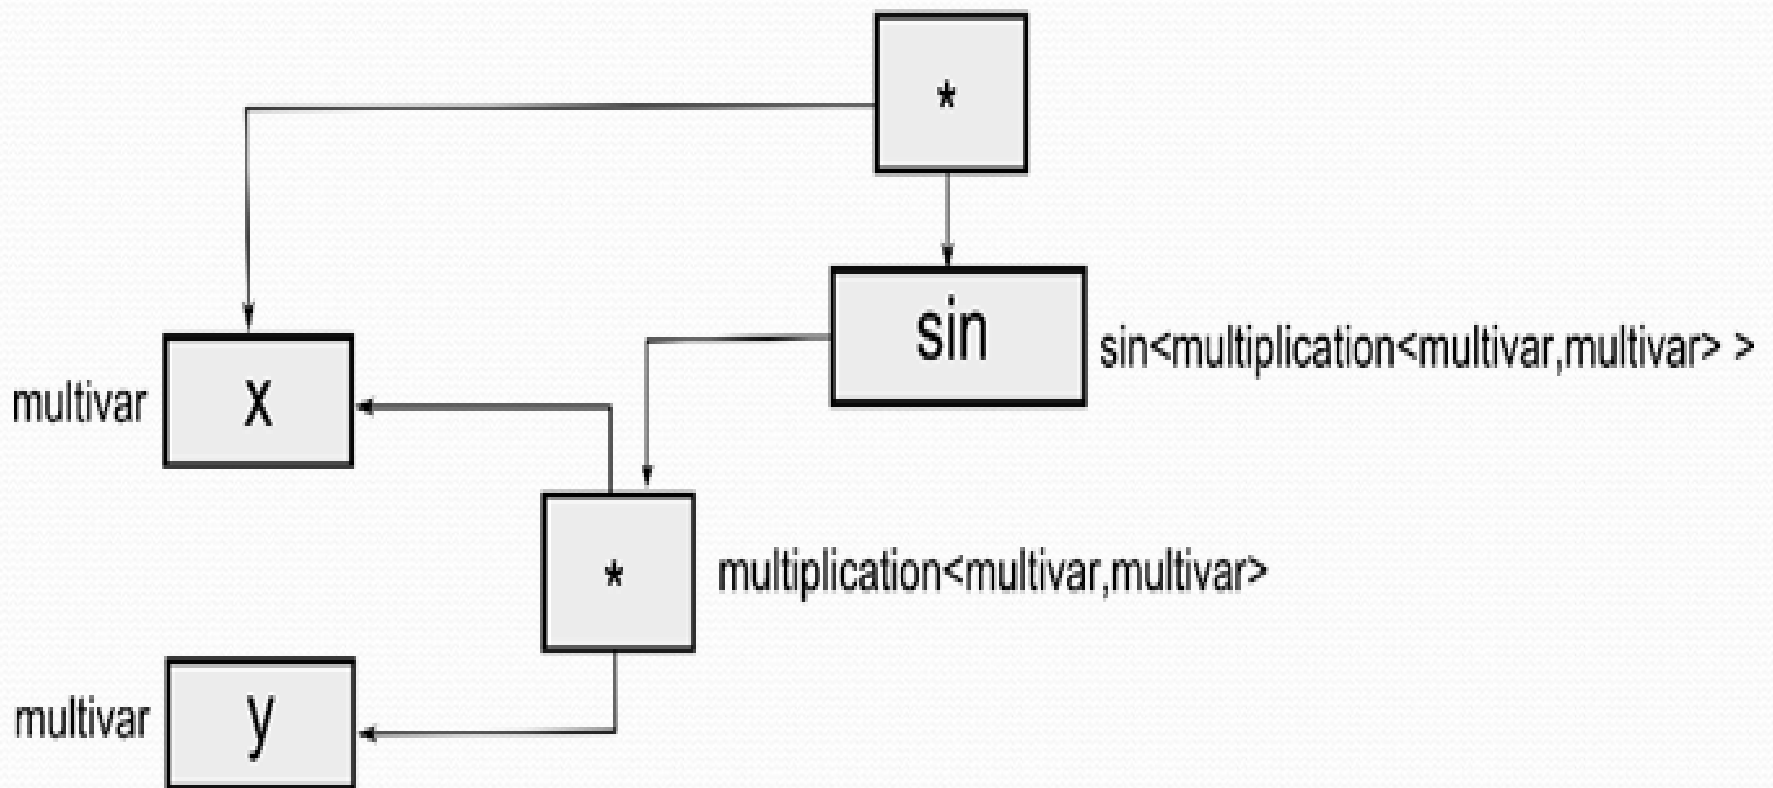 *
sin
sin<multiplication<multivar,multivar> >
multivar
x
*
multiplication<multivar,multivar>
multivar
y